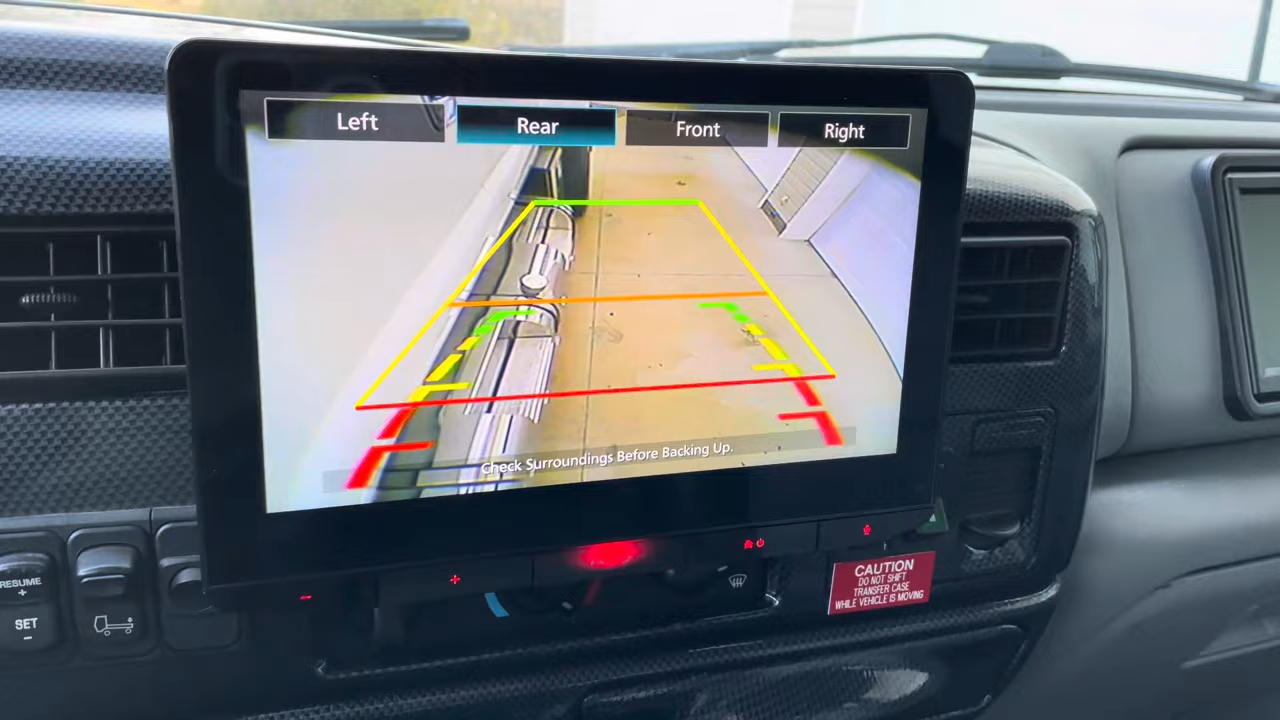 Left
Rear
Front
Right
Check Surroundings Before Backing Up.
RESUME
+
SET
-
CAUTION
DO NOT SHIFT
TRANSFER CASE
WHILE VEHICLE IS MOVING